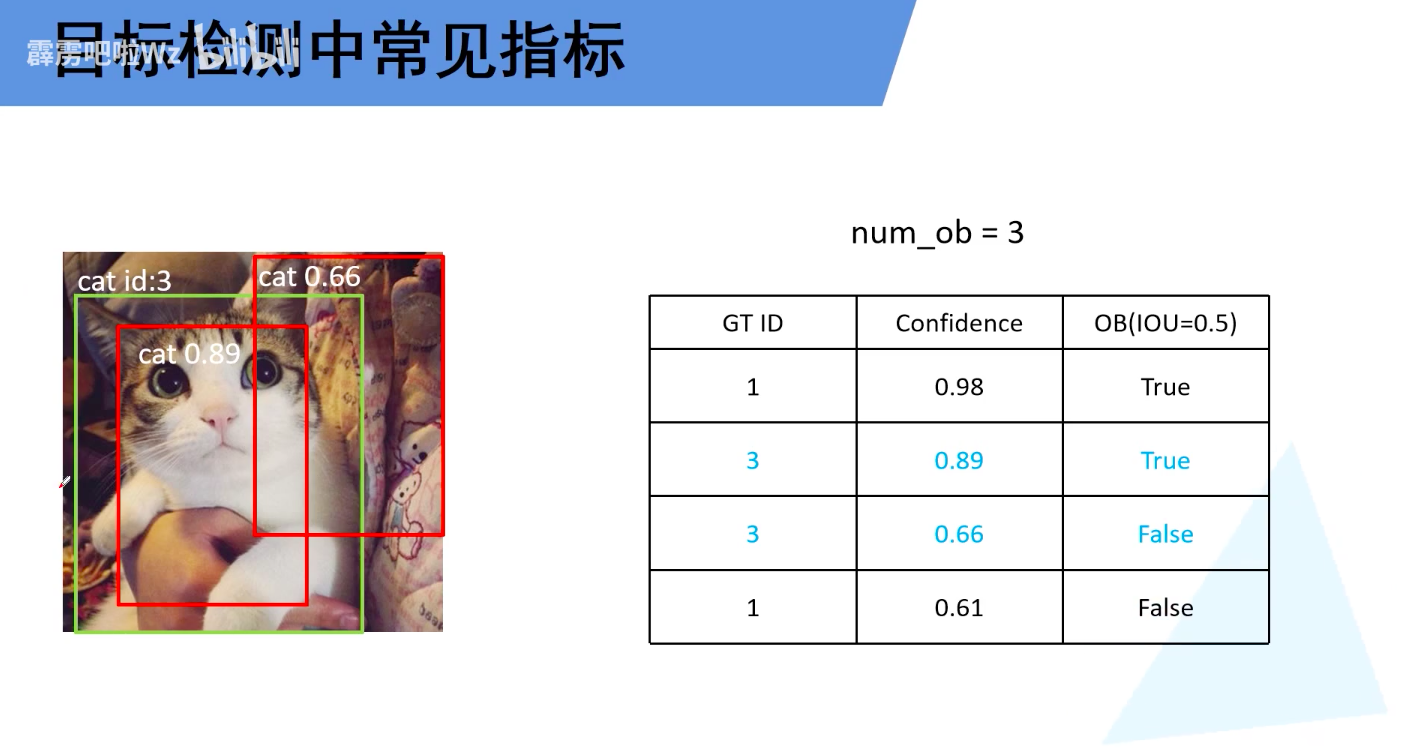 目标检测中常见指标
霹雳吧啦Wz bilibili
num_ob = 3
cat id:3
cat 0.66
cat 0.89
GT ID Confidence OB(IOU=0.5)
1 0.98 True
3 0.89 True
3 0.66 False
1 0.61 False